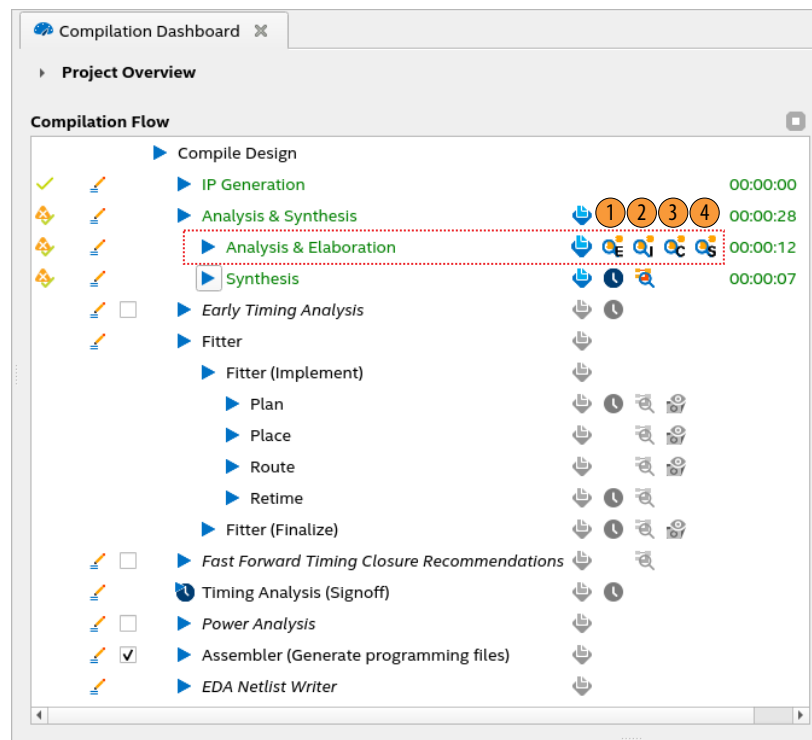 Compilation Dashboard
Project Overview
Compilation Flow
Compile Design
IP Generation 00:00:00
Analysis & Synthesis 1 2 3 4 00:00:28
Analysis & Elaboration E I C S 00:00:12
Synthesis 00:00:07
Early Timing Analysis
Fitter
Fitter (Implement)
Plan
Place
Route
Retime
Fitter (Finalize)
Fast Forward Timing Closure Recommendations
Timing Analysis (Signoff)
Power Analysis
Assembler (Generate programming files)
EDA Netlist Writer